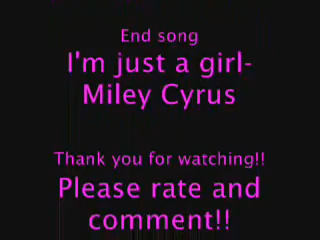 End song
I'm just a girl-
Miley Cyrus
Thank you for watching!!
Please rate and
comment!!